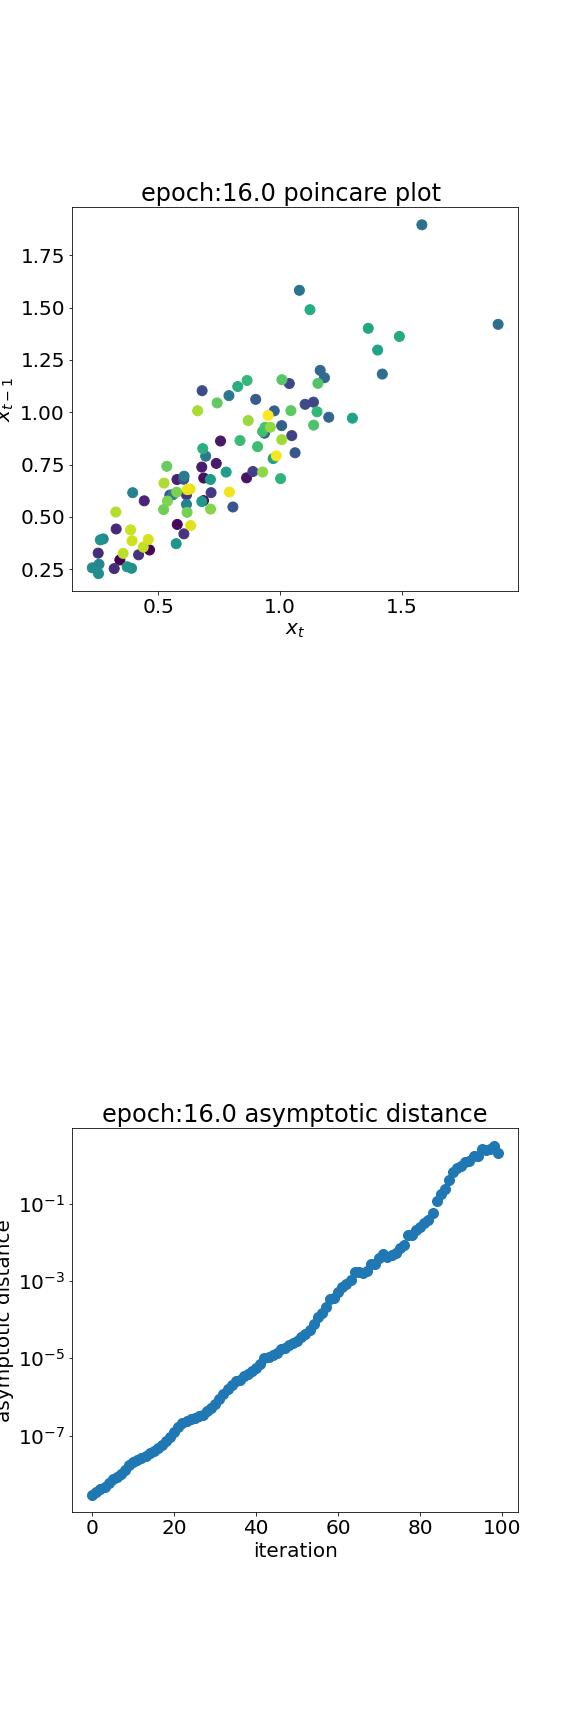 epoch:16.0 poincare plot
1.75
1.50
1.25
1.00
0.75
0.50
0.25
x_{t-1}
0.5 1.0 1.5
x_t
epoch:16.0 asymptotic distance
10^{-1}
10^{-3}
10^{-5}
10^{-7}
asymptotic distance
0 20 40 60 80 100
iteration